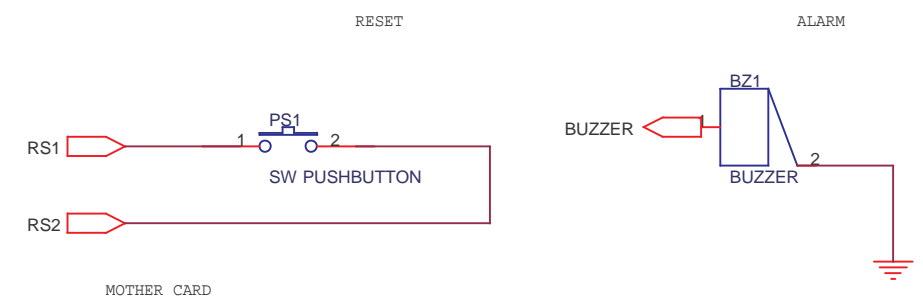 RESET
ALARM
PS1
BZ1
RS1
1
2
SW PUSHBUTTON
BUZZER
1
2
BUZZER
RS2
MOTHER CARD